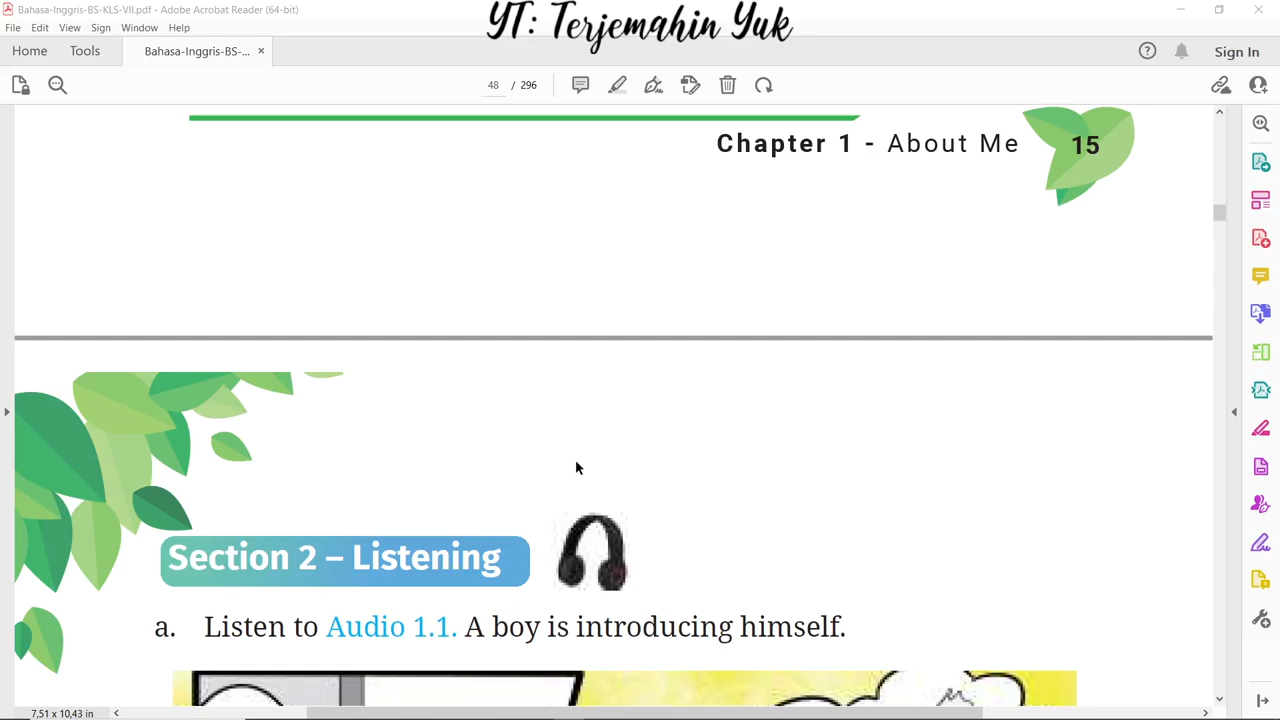 Bahasa-Inggris-BS-KLS-VII.pdf - Adobe Acrobat Reader (64-bit)
YT: Terjemahin Yuk
File Edit View Sign Window Help
Home Tools Bahasa-Inggris-BS-... × Sign In
48 / 296
Chapter 1 - About Me 15
Section 2 – Listening
a. Listen to Audio 1.1. A boy is introducing himself.
7,51 x 10,43 in